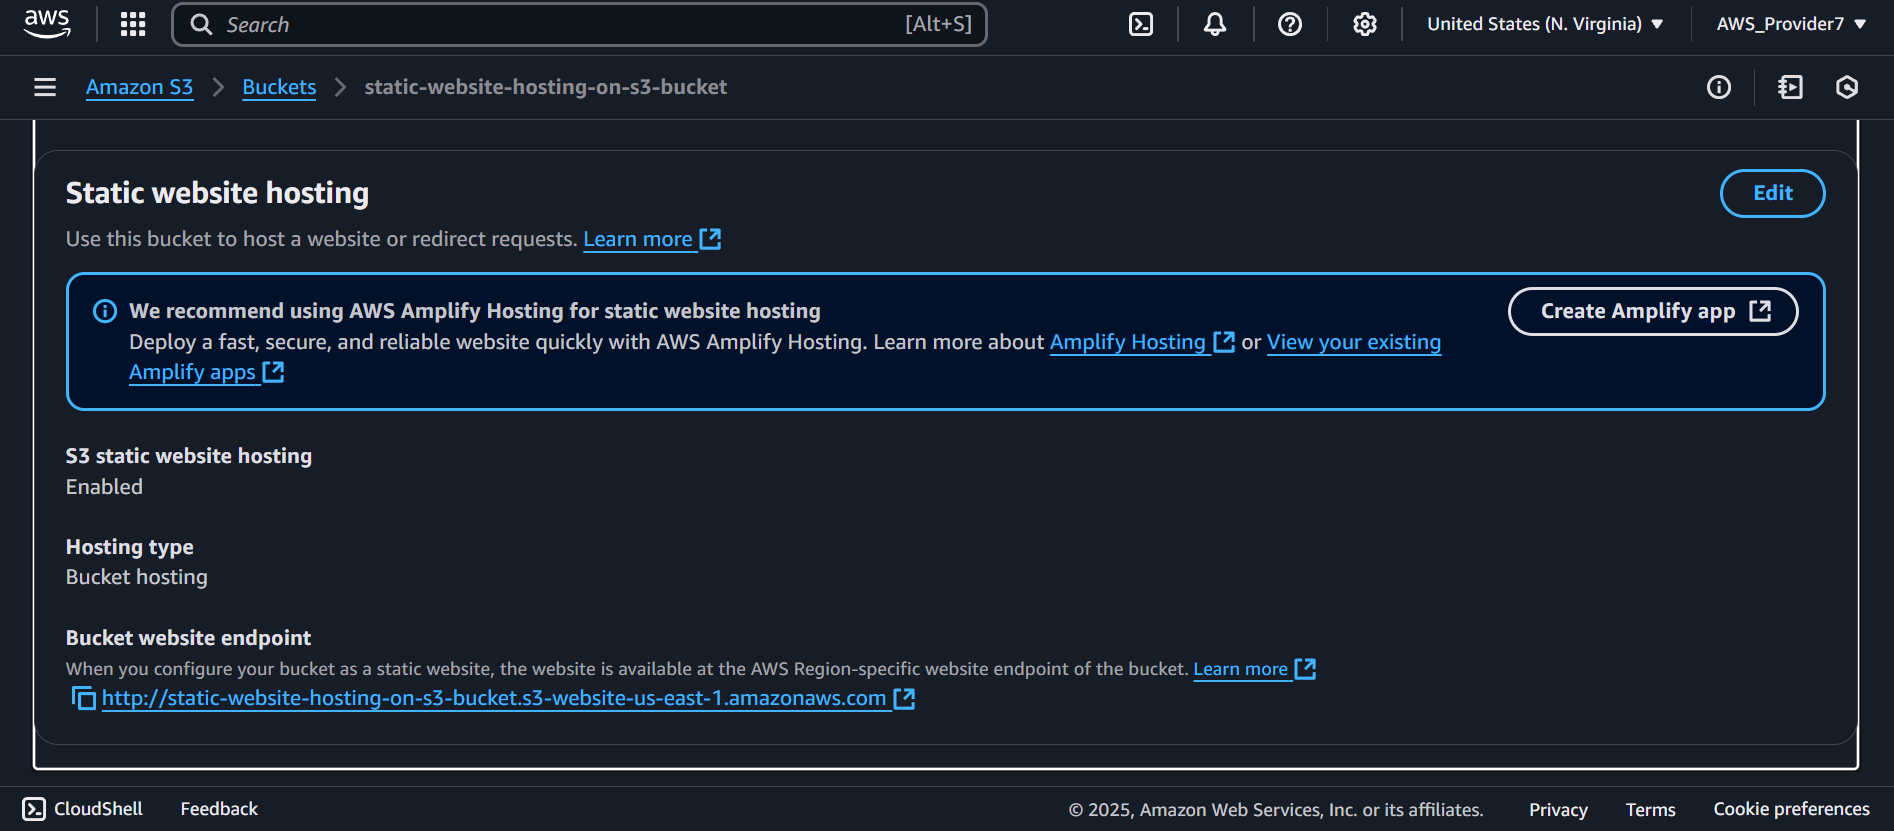 aws
Search [Alt+S] United States (N. Virginia) AWS_Provider7
Amazon S3 Buckets static-website-hosting-on-s3-bucket
Static website hosting
Edit
Use this bucket to host a website or redirect requests. Learn more
We recommend using AWS Amplify Hosting for static website hosting
Create Amplify app
Deploy a fast, secure, and reliable website quickly with AWS Amplify Hosting. Learn more about Amplify Hosting or View your existing
Amplify apps
S3 static website hosting
Enabled
Hosting type
Bucket hosting
Bucket website endpoint
When you configure your bucket as a static website, the website is available at the AWS Region-specific website endpoint of the bucket. Learn more
http://static-website-hosting-on-s3-bucket.s3-website-us-east-1.amazonaws.com
CloudShell Feedback © 2025, Amazon Web Services, Inc. or its affiliates. Privacy Terms Cookie preferences